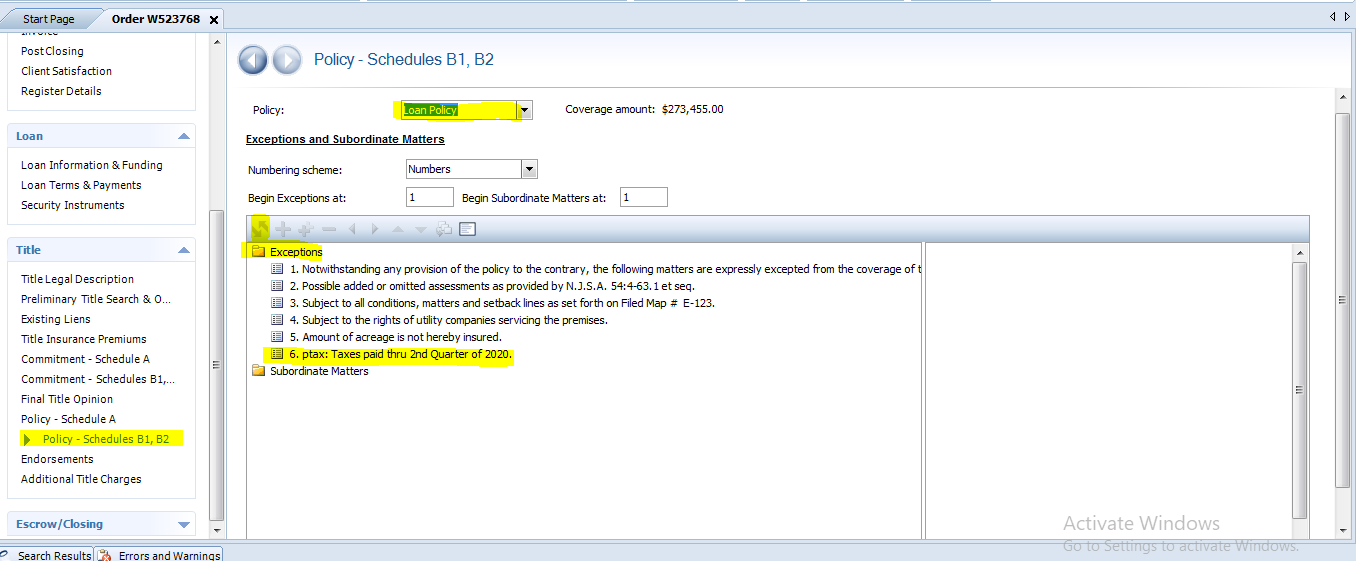 Start Page
Order W523768
PostClosing
Client Satisfaction
Register Details
Loan
Loan Information & Funding
Loan Terms & Payments
Security Instruments
Title
Title Legal Description
Preliminary Title Search & O...
Existing Liens
Title Insurance Premiums
Commitment - Schedule A
Commitment - Schedules B1,...
Final Title Opinion
Policy - Schedule A
Policy - Schedules B1, B2
Endorsements
Additional Title Charges
Escrow/Closing
Policy - Schedules B1, B2
Policy: Loan Policy Coverage amount: $273,455.00
Exceptions and Subordinate Matters
Numbering scheme: Numbers
Begin Exceptions at: 1 Begin Subordinate Matters at: 1
Exceptions
1. Notwithstanding any provision of the policy to the contrary, the following matters are expressly excepted from the coverage of t
2. Possible added or omitted assessments as provided by N.J.S.A. 54:4-63.1 et seq.
3. Subject to all conditions, matters and setback lines as set forth on Filed Map # E-123.
4. Subject to the rights of utility companies servicing the premises.
5. Amount of acreage is not hereby insured.
6. ptax: Taxes paid thru 2nd Quarter of 2020.
Subordinate Matters
Activate Windows
Go to Settings to activate Windows.
Search Results
Errors and Warnings